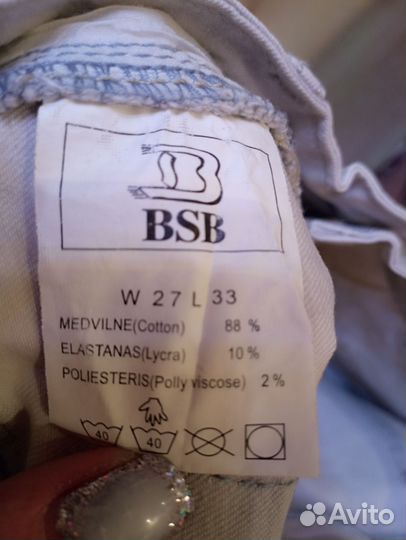 B
BSB
W 27 L 33
MEDVILNE(Cotton) 88 %
ELASTANAS(Lycra) 10 %
POLIESTERIS(Polly viscose) 2 %
40 40
Avito